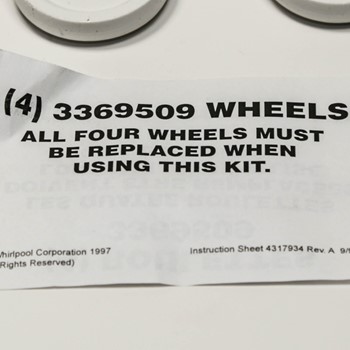 (4) 3369509 WHEELS
ALL FOUR WHEELS MUST
BE REPLACED WHEN
USING THIS KIT.
Whirlpool Corporation 1997
Rights Reserved)
Instruction Sheet 4317934 Rev. A